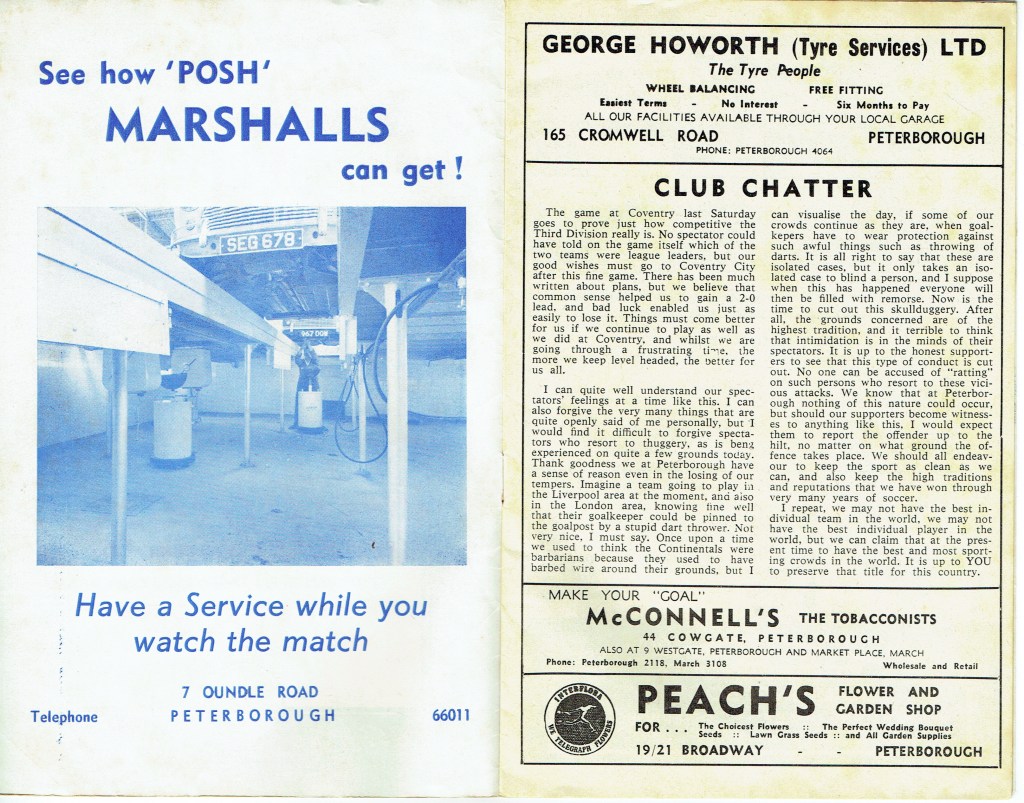 See how 'POSH'
MARSHALLS
can get !
SEG 678
Have a Service while you
watch the match
7 OUNDLE ROAD
Telephone PETERBOROUGH 66011
GEORGE HOWORTH (Tyre Services) LTD
The Tyre People
WHEEL BALANCING FREE FITTING
Easiest Terms - No Interest - Six Months to Pay
ALL OUR FACILITIES AVAILABLE THROUGH YOUR LOCAL GARAGE
165 CROMWELL ROAD PETERBOROUGH
PHONE: PETERBOROUGH 4064
CLUB CHATTER
The game at Coventry last Saturday
goes to prove just how competitive the
Third Division really is. No spectator could
have told on the game itself which of the
two teams were league leaders, but our
good wishes must go to Coventry City
after this fine game. There has been much
written about plans, but we believe that
common sense helped us to gain a 2-0
lead, and bad luck enabled us just as
easily to lose it. Things must come better
for us if we continue to play as well as
we did at Coventry, and whilst we are
going through a frustrating time, the
more we keep level headed, the better for
us all.
I can quite well understand our spec-
tators' feelings at a time like this. I can
also forgive the very many things that are
quite openly said of me personally, but I
would find it difficult to forgive specta-
tors who resort to thuggery, as is being
experienced on quite a few grounds today.
Thank goodness we at Peterborough have
a sense of reason even in the losing of our
tempers. Imagine a team going to play in
the Liverpool area at the moment, and also
in the London area, knowing fine well
that their goalkeeper could be pinned to
the goalpost by a stupid dart thrower. Not
very nice, I must say. Once upon a time
we used to think the Continentals were
barbarians because they used to have
barbed wire around their grounds, but I
can visualise the day, if some of our
crowds continue as they are, when goal-
kepers have to wear protection against
such awful things such as throwing of
darts. It is all right to say that these are
isolated cases, but it only takes an iso-
lated case to blind a person, and I suppose
when this has happened everyone will
then be filled with remorse. Now is the
time to cut out this skullduggery. After
all, the grounds concerned are of the
highest tradition, and it terrible to think
that intimidation is in the minds of their
spectators. It is up to the honest support-
ers to see that this type of conduct is cut
out. No one can be accused of "ratting"
on such persons who resort to these vici-
ous attacks. We know that at Peterbor-
ough nothing of this nature could occur,
but should our supporters become witness-
es to anything like this, I would expect
them to report the offender up to the
hilt, no matter on what ground the of-
fence takes place. We should all endeav-
our to keep the sport as clean as we
can, and also keep the high traditions
and reputations that we have won through
very many years of soccer.
I repeat, we may not have the best in-
dividual team in the world, we may not
have the best individual player in the
world, but we can claim that at the pres-
ent time to have the best and most sport-
ing crowds in the world. It is up to YOU
to preserve that title for this country.
MAKE YOUR "GOAL"
McCONNELL'S THE TOBACCONISTS
44 COWGATE, PETERBOROUGH
ALSO AT 9 WESTGATE, PETERBOROUGH AND MARKET PLACE, MARCH
Phone: Peterborough 2118, March 3108 Wholesale and Retail
INTERFLORA
WE TELEGRAPH FLOWERS
PEACH'S FLOWER AND
GARDEN SHOP
FOR . . . The Choicest Flowers :: The Perfect Wedding Bouquet
Seeds :: Lawn Grass Seeds :: and All Garden Supplies
19/21 BROADWAY - - PETERBOROUGH